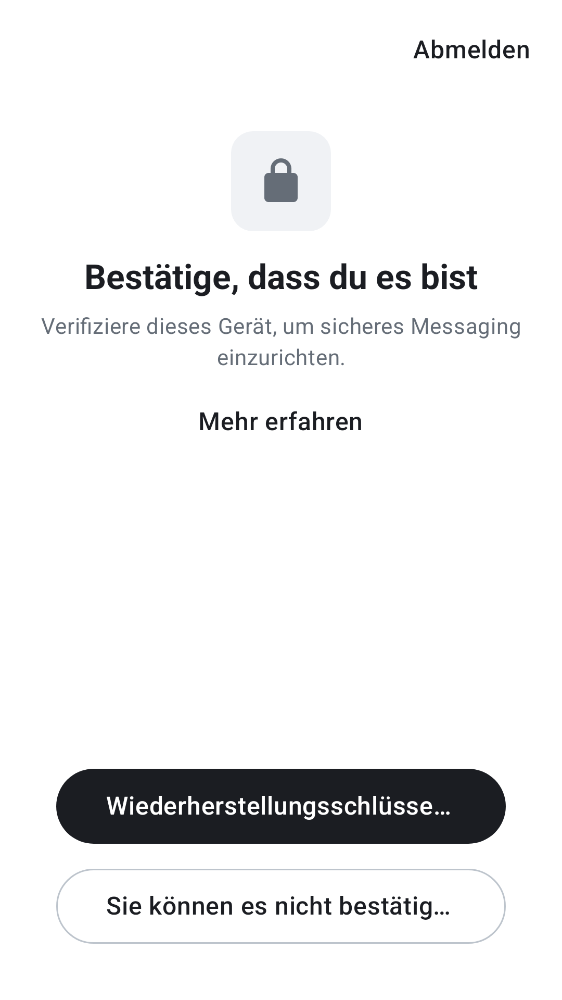 Abmelden
Bestätige, dass du es bist
Verifiziere dieses Gerät, um sicheres Messaging
einzurichten.
Mehr erfahren
Wiederherstellungsschlüsse…
Sie können es nicht bestätig…